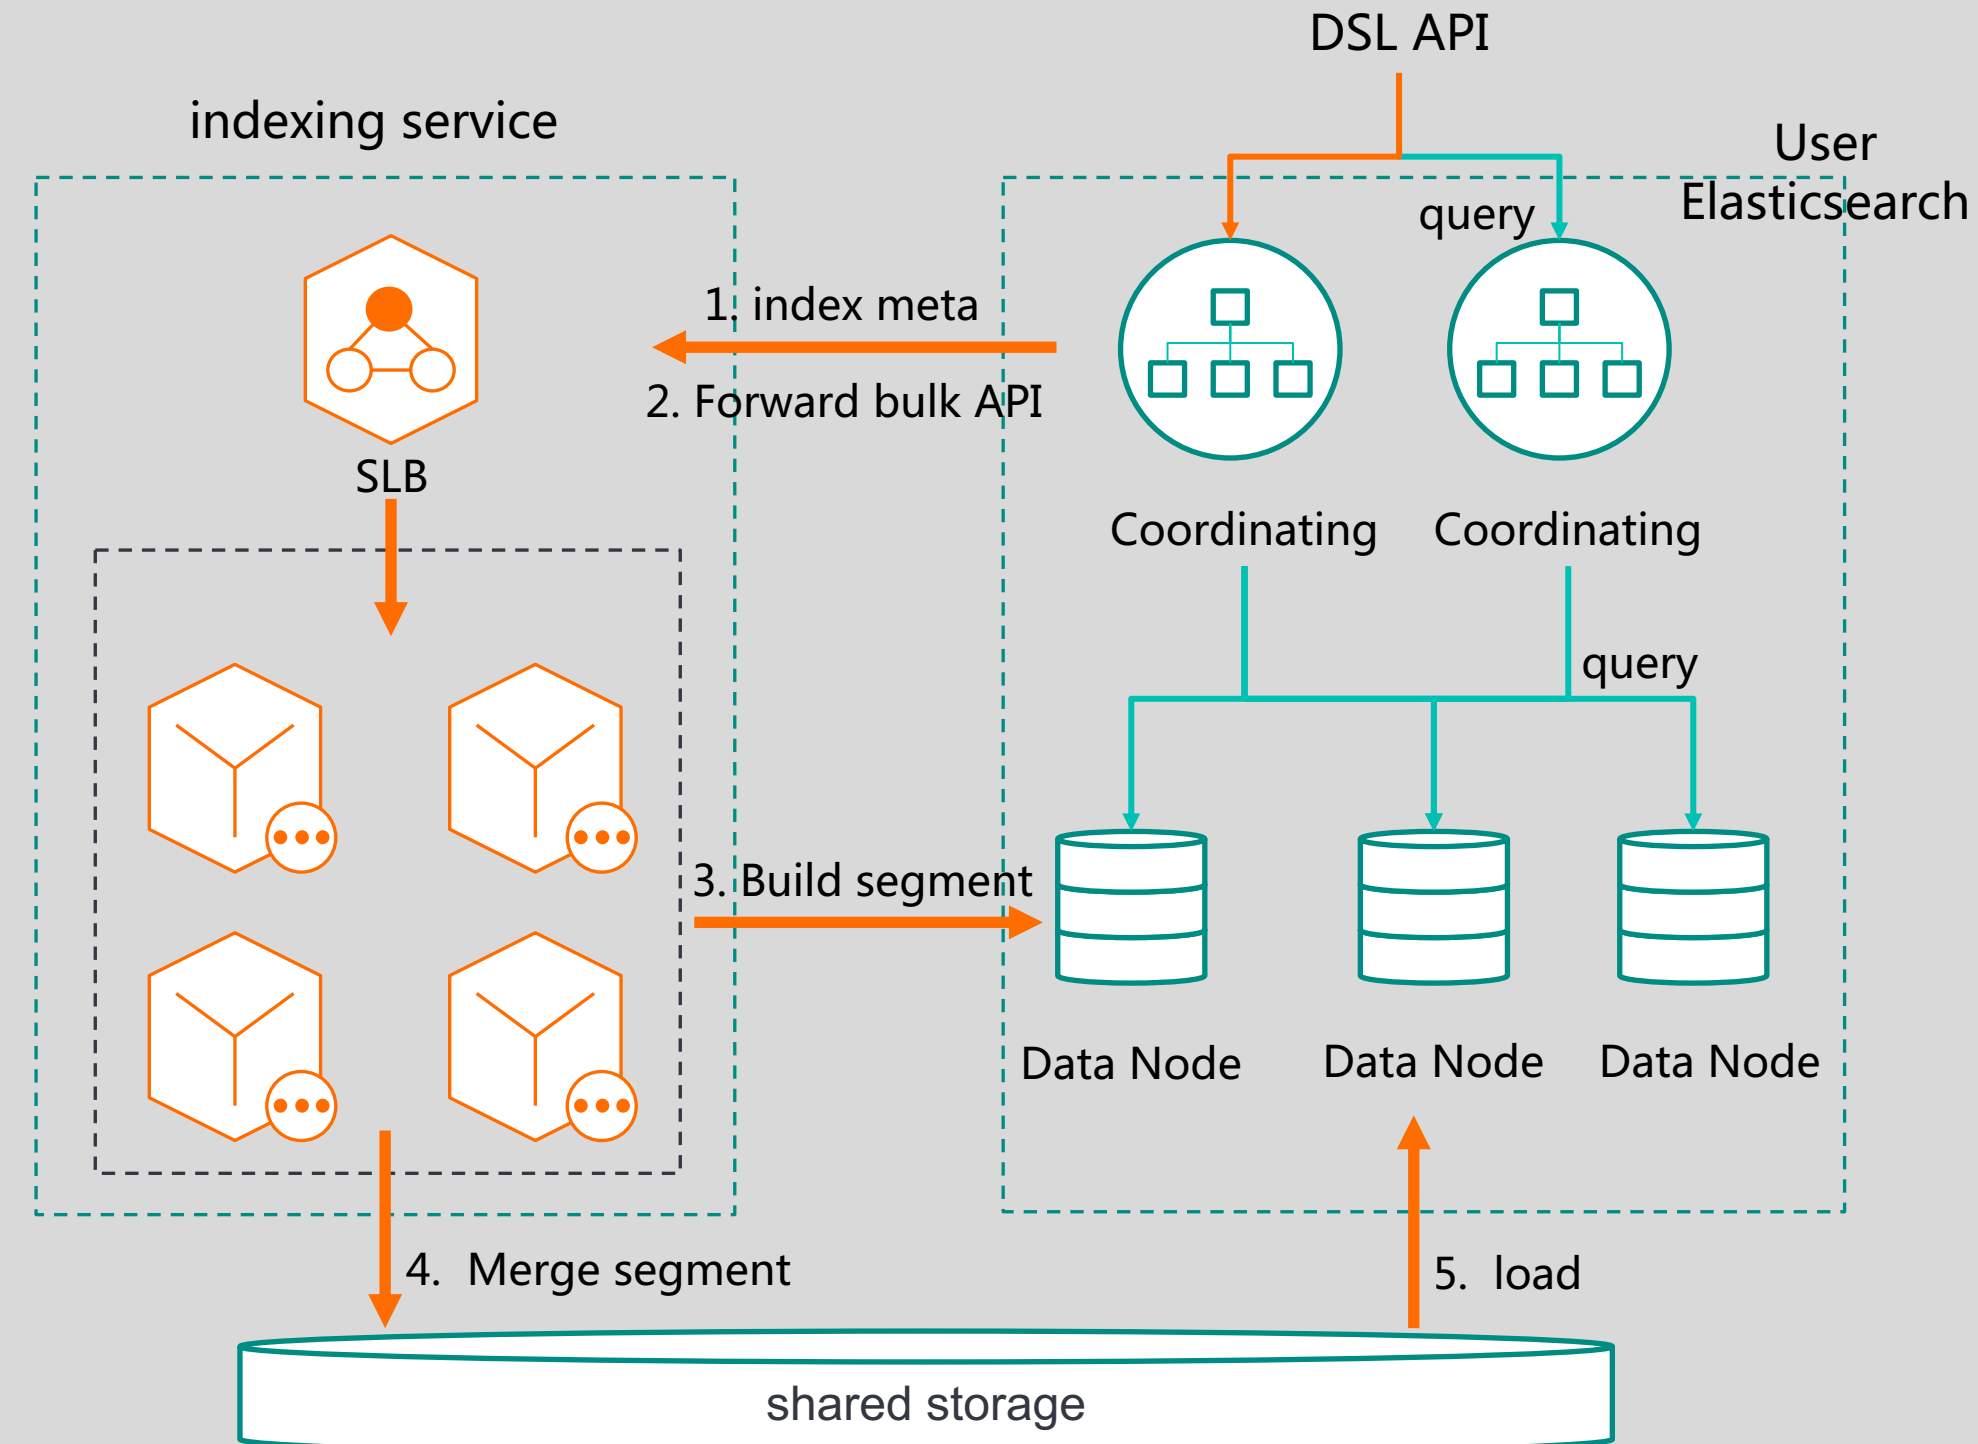 DSL API
indexing service
User
Elasticsearch
query
1. index meta
2. Forward bulk API
SLB
Coordinating
Coordinating
query
3. Build segment
Data Node
Data Node
Data Node
4. Merge segment
5. load
shared storage